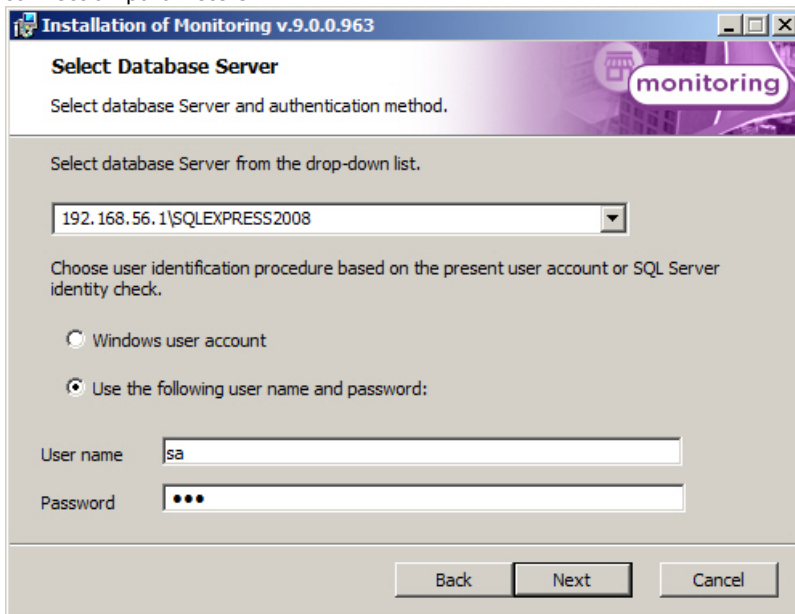 Installation of Monitoring v.9.0.0.963
Select Database Server
monitoring
Select database Server and authentication method.
Select database Server from the drop-down list.
192.168.56.1\SQLEXPRESS2008
Choose user identification procedure based on the present user account or SQL Server
identity check.
Windows user account
Use the following user name and password:
User name sa
Password •••
Back Next Cancel